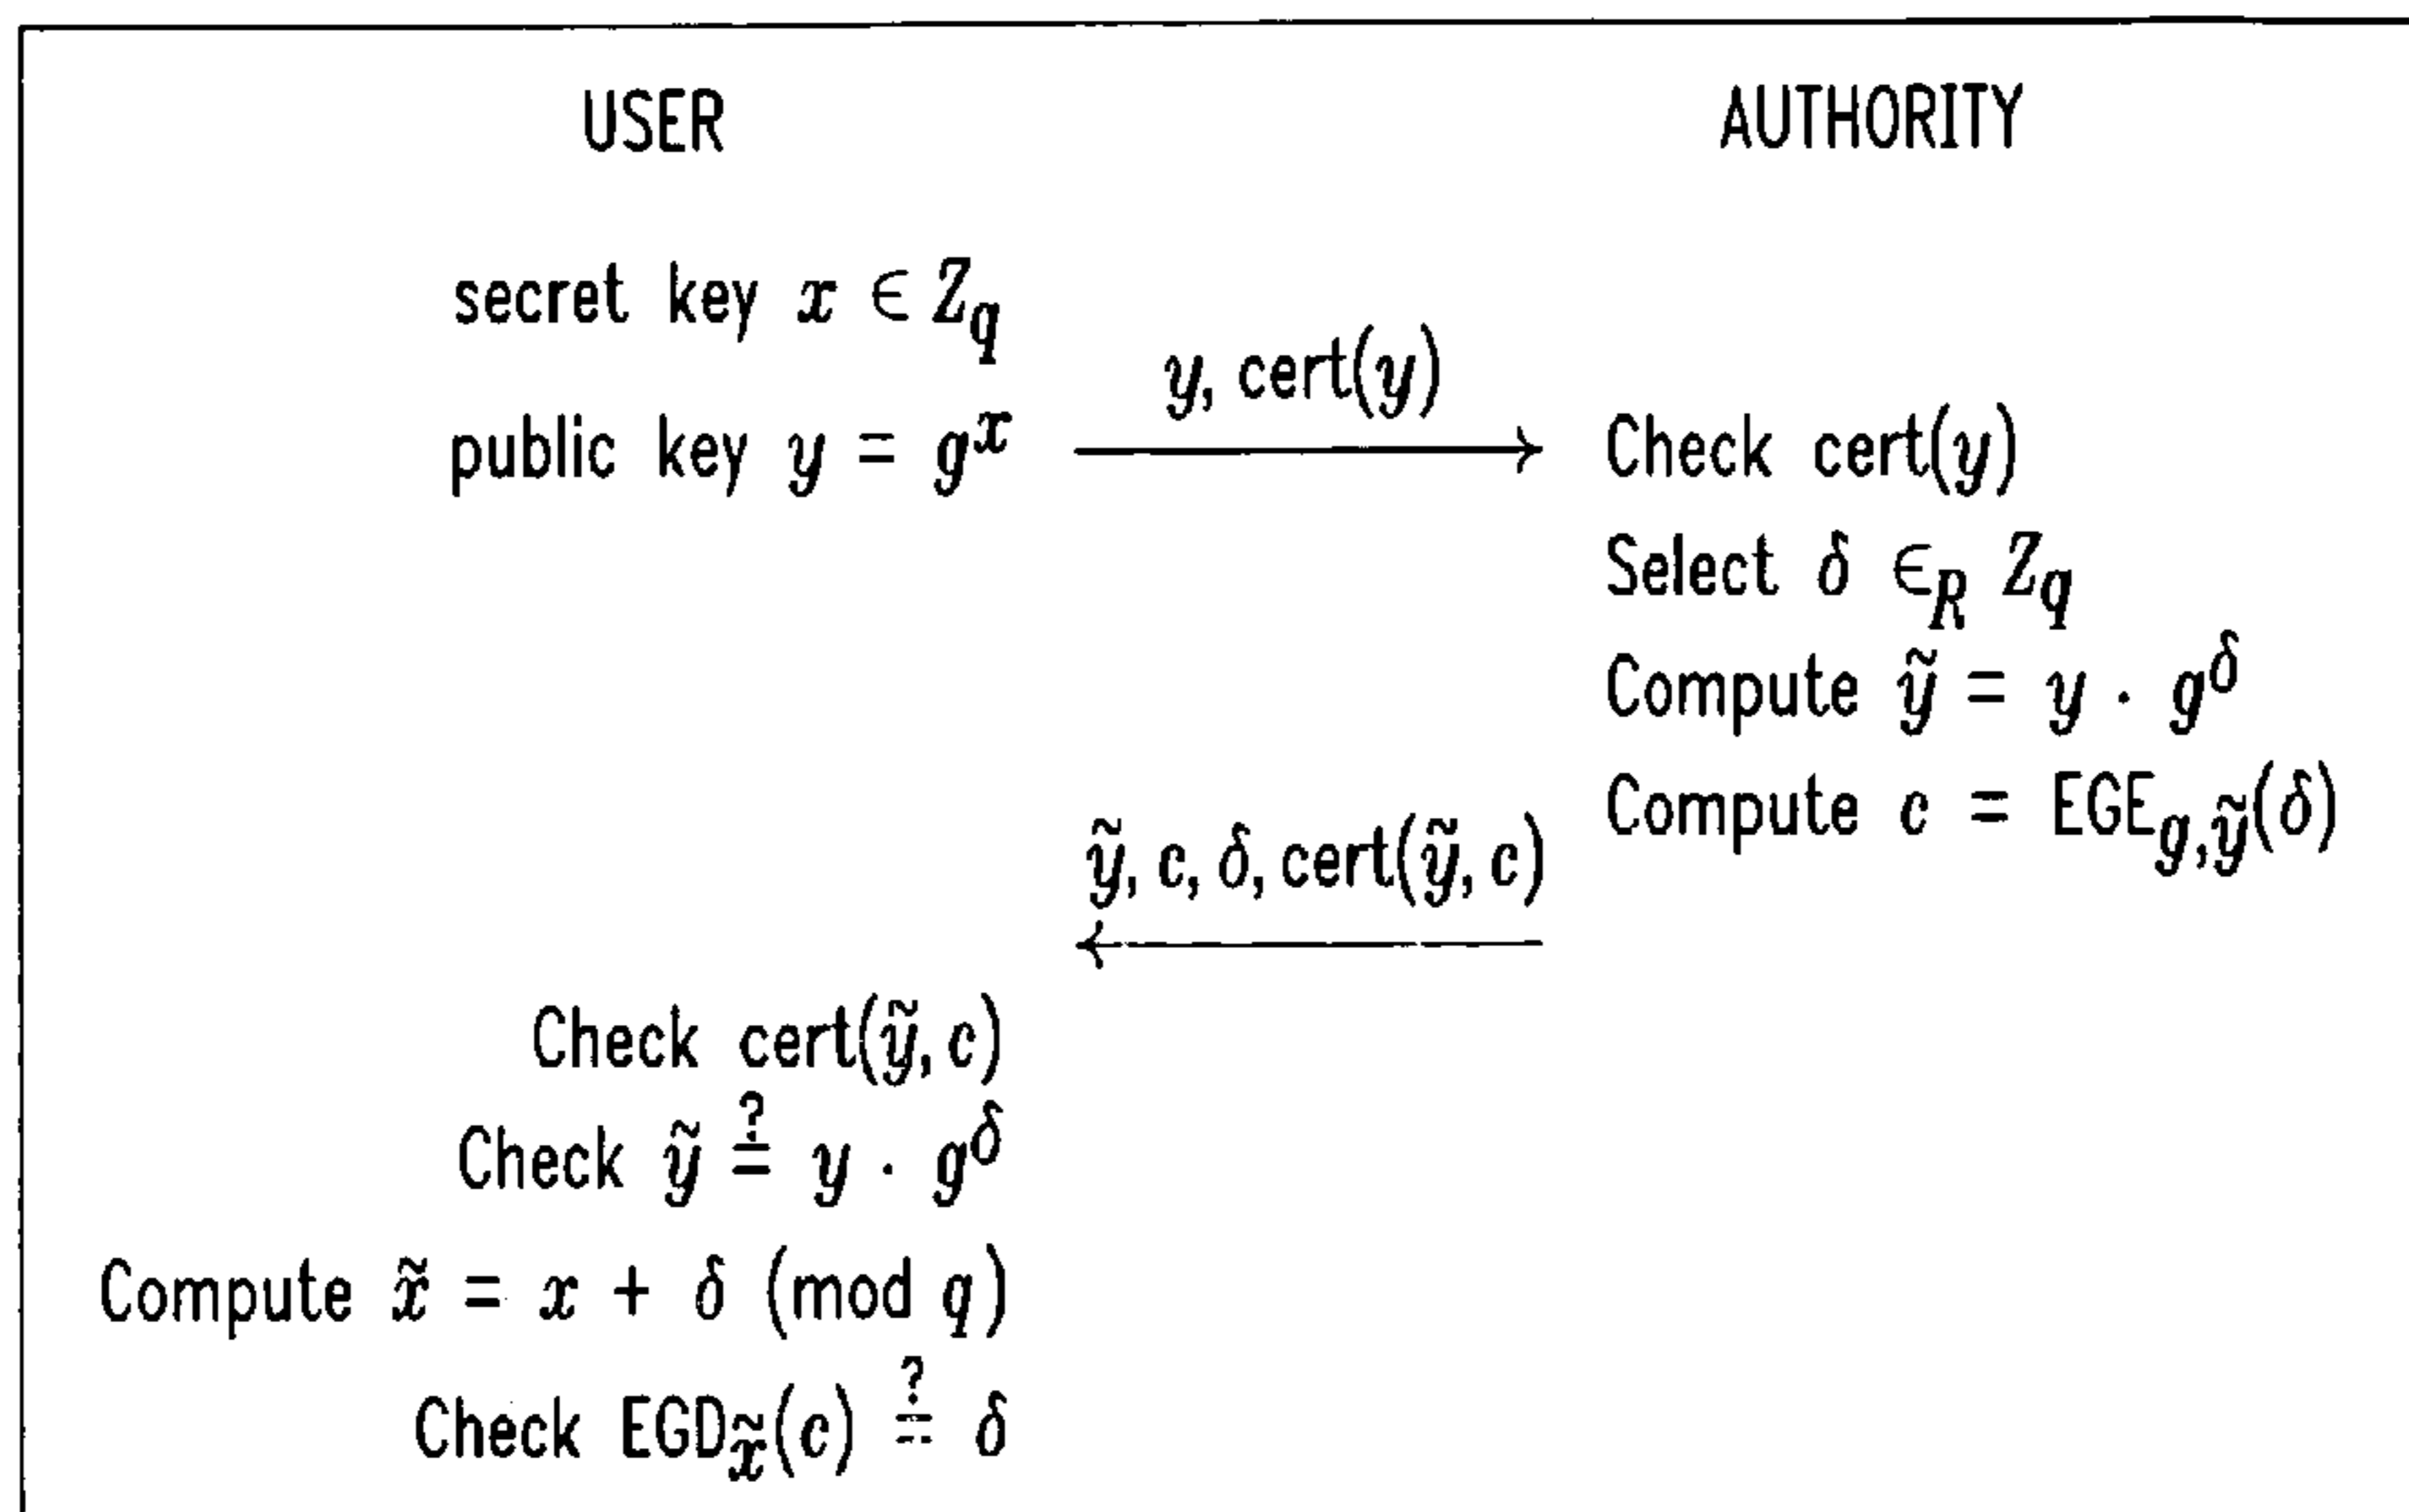 USER
AUTHORITY
secret key x ∈ Z_q
y, cert(y)
public key y = g^x
Check cert(y)
Select δ ∈_R Z_q
Compute ỹ = y · g^δ
Compute c = EGE_{g,ỹ}(δ)
ỹ, c, δ, cert(ỹ, c)
Check cert(ỹ, c)
Check ỹ ≟ y · g^δ
Compute x̃ = x + δ (mod q)
Check EGD_x̃(c) ≟ δ